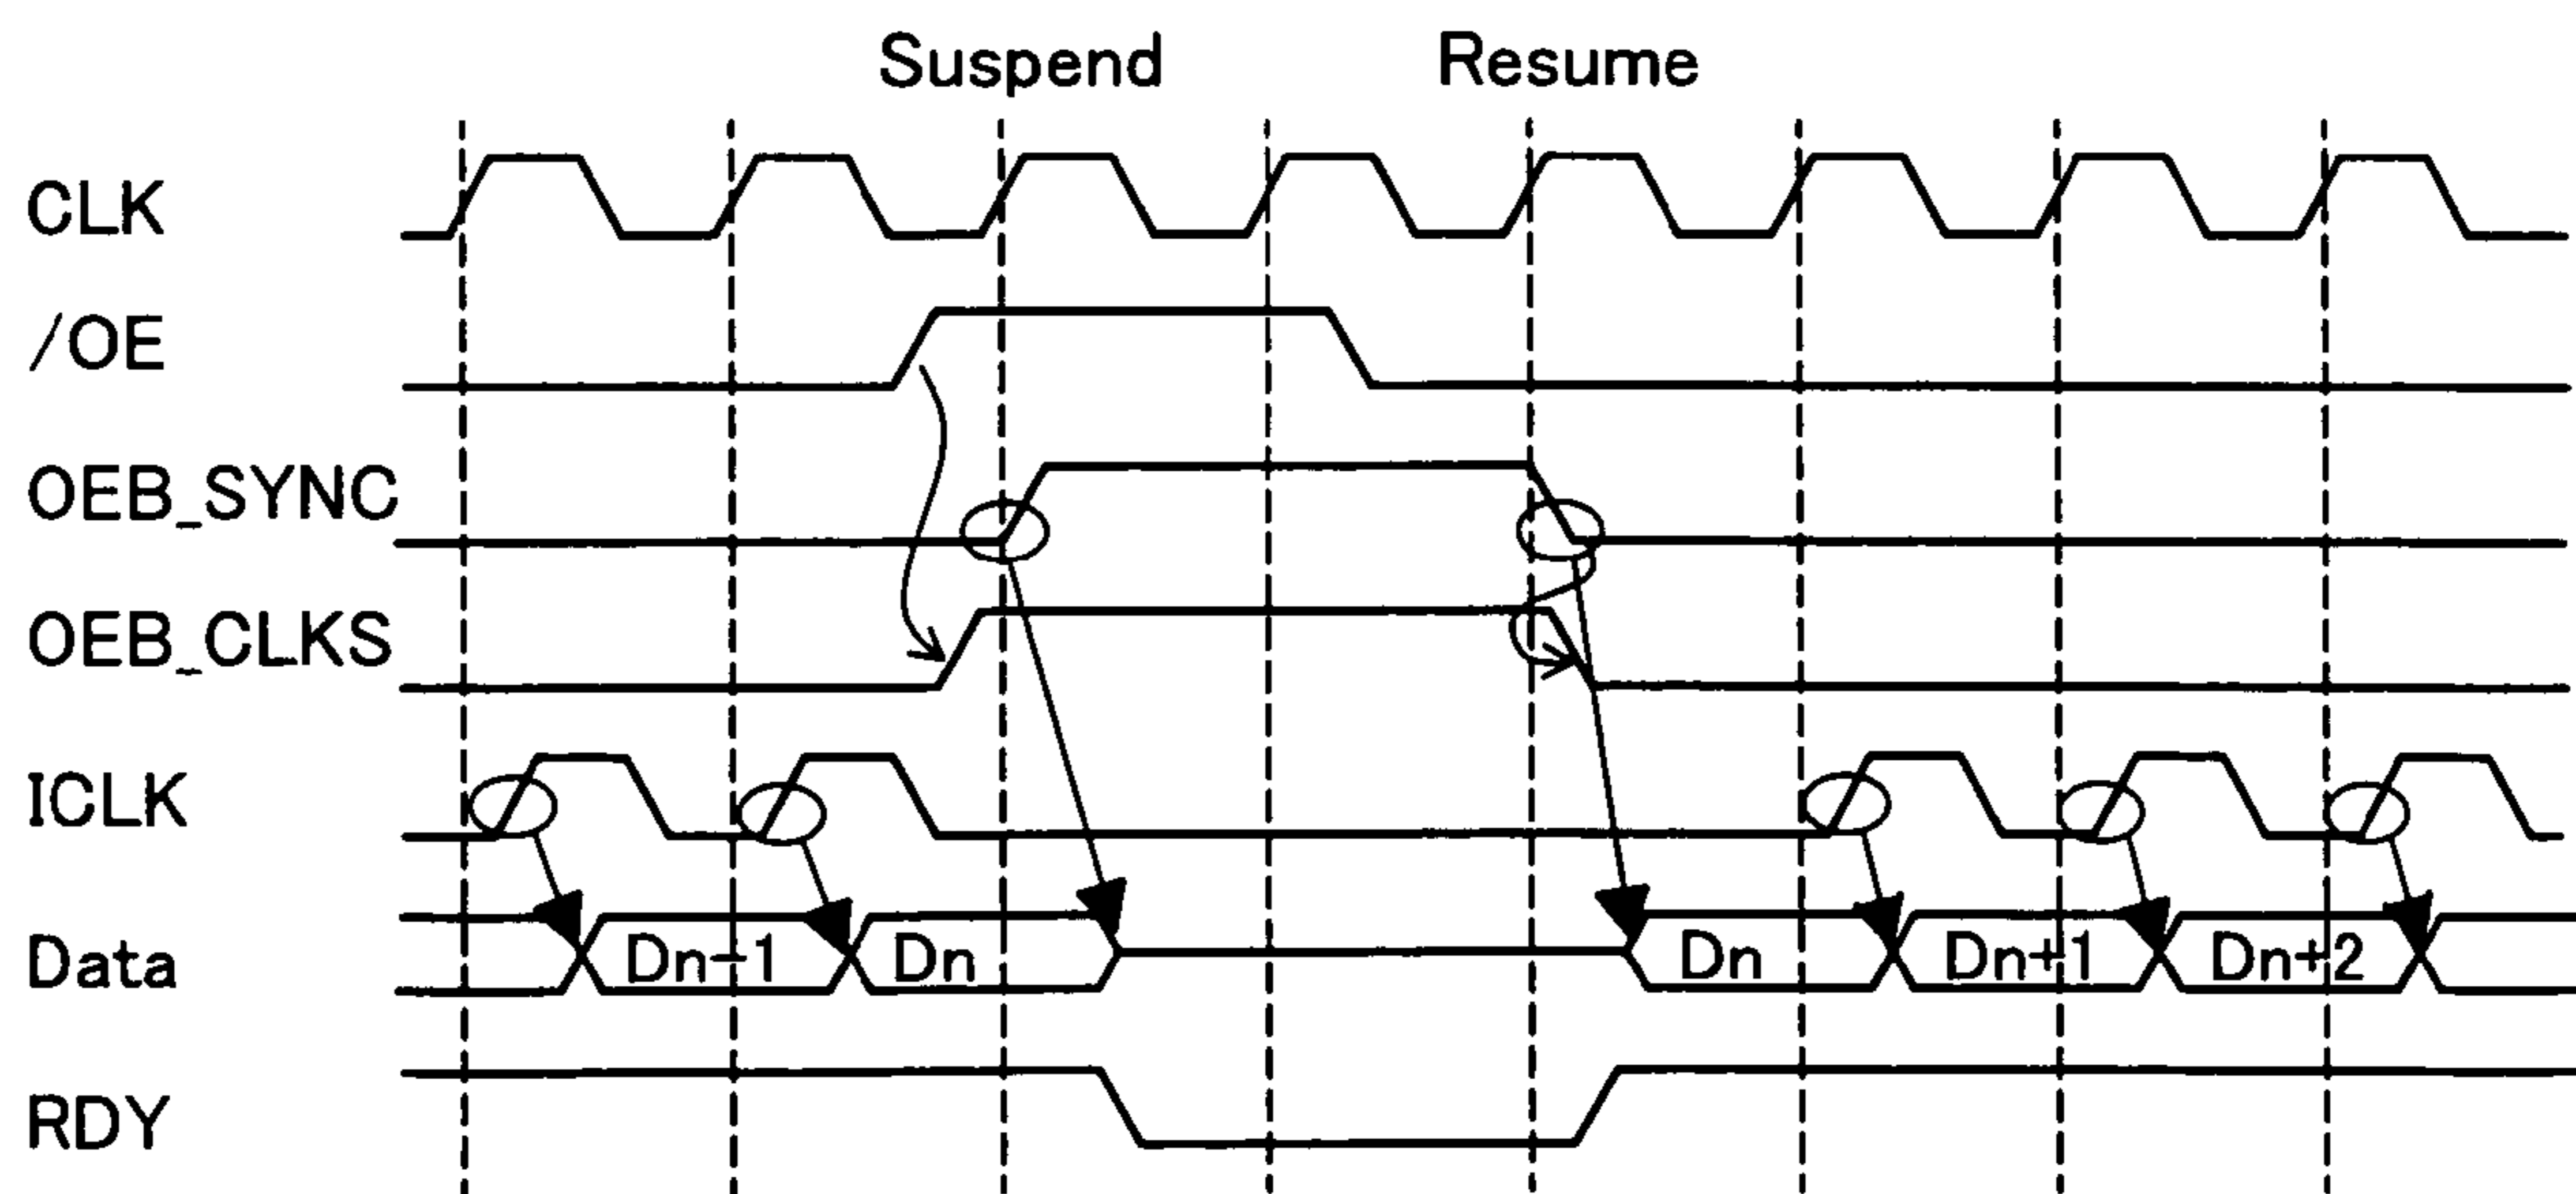 Suspend Resume
CLK
/OE
OEB_SYNC
OEB_CLKS
ICLK
Data Dn-1 Dn Dn Dn+1 Dn+2
RDY